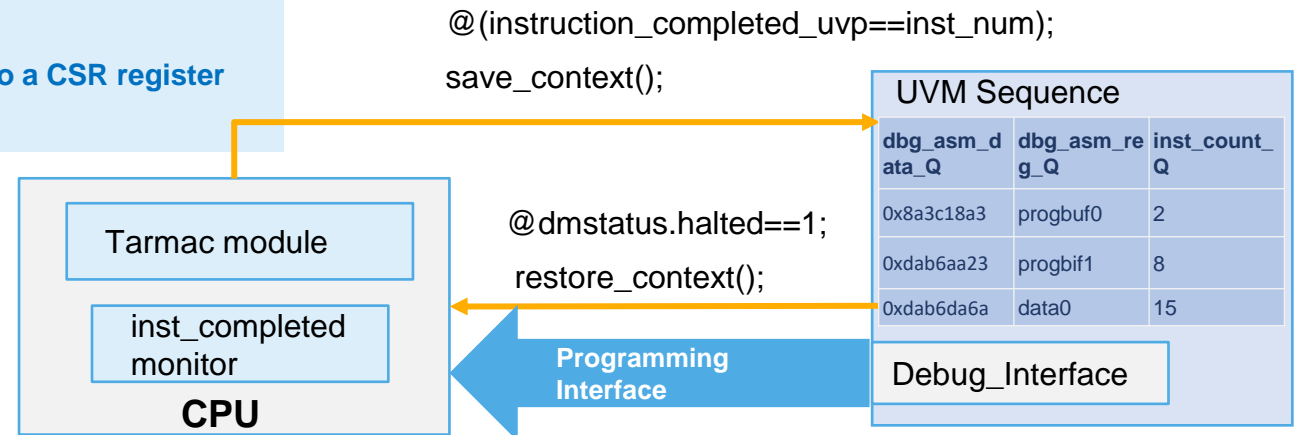 @(instruction_completed_uvp==inst_num);
o a CSR register
save_context();
UVM Sequence
dbg_asm_d
ata_Q
dbg_asm_re
g_Q
inst_count_
Q
0x8a3c18a3 progbuf0 2
0xdab6aa23 progbif1 8
0xdab6da6a data0 15
@dmstatus.halted==1;
restore_context();
Tarmac module
inst_completed
monitor
CPU
Programming
Interface
Debug_Interface